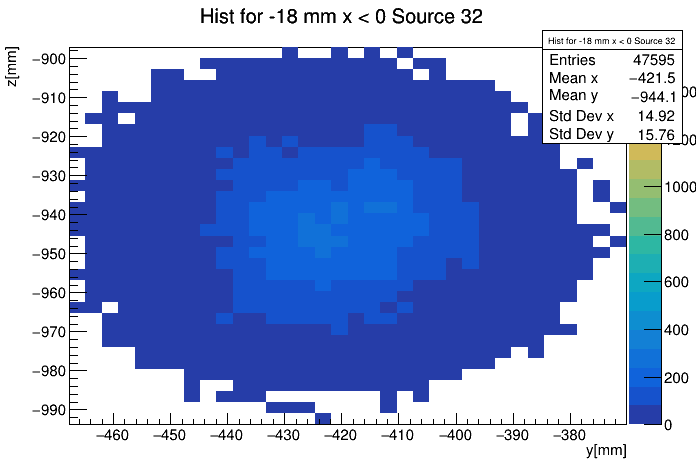 Hist for -18 mm x < 0 Source 32
Hist for -18 mm x < 0 Source 32
Entries 47595
Mean x −421.5
Mean y −944.1
Std Dev x 14.92
Std Dev y 15.76
z[mm]
−900
−910
−920
−930
−940
−950
−960
−970
−980
−990
−460 −450 −440 −430 −420 −410 −400 −390 −380
y[mm]
1000
800
600
400
200
0